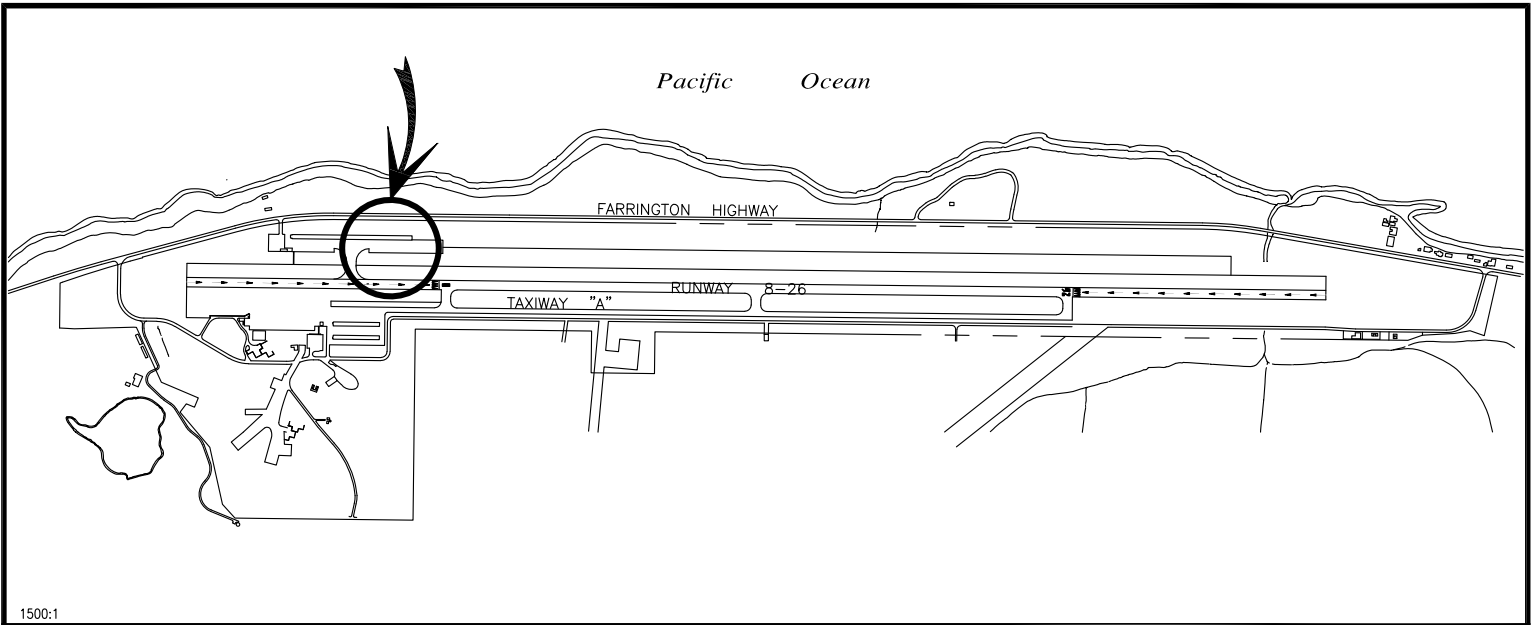 Pacific Ocean
FARRINGTON HIGHWAY
RUNWAY 8-26
TAXIWAY "A"
1500:1